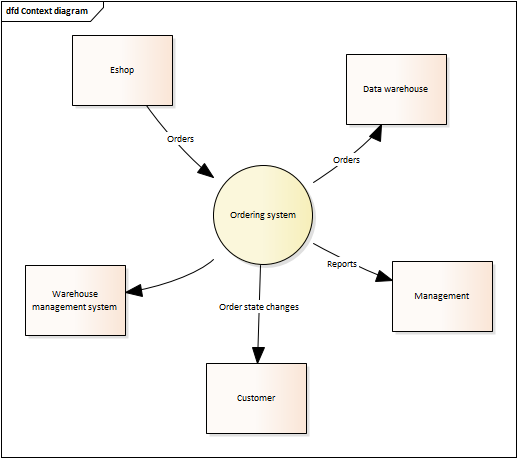 dfd Context diagram
Eshop
Data warehouse
Orders
Orders
Ordering system
Reports
Warehouse
management system
Management
Order state changes
Customer